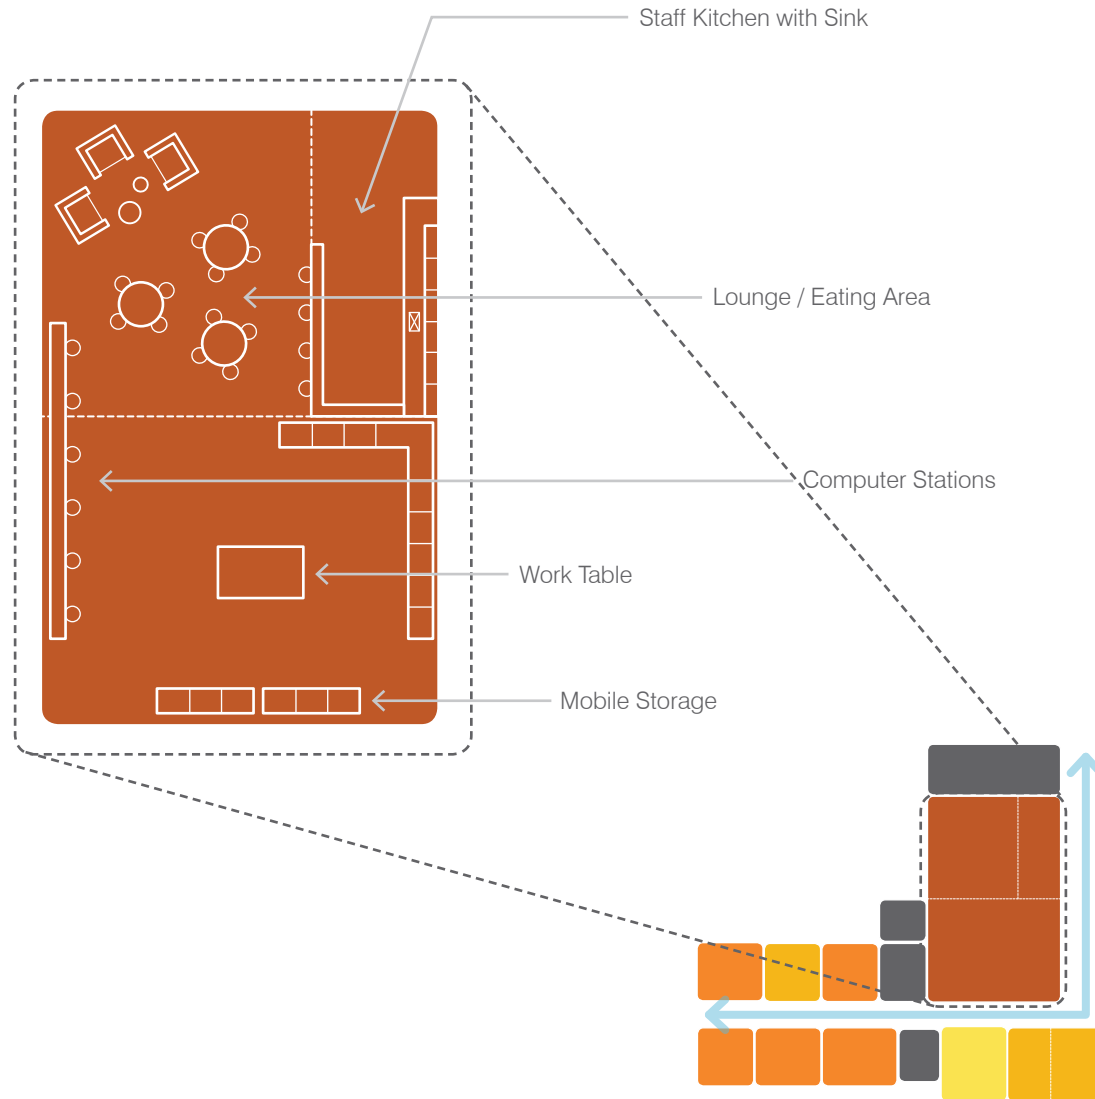 Staff Kitchen with Sink
Lounge / Eating Area
Computer Stations
Work Table
Mobile Storage